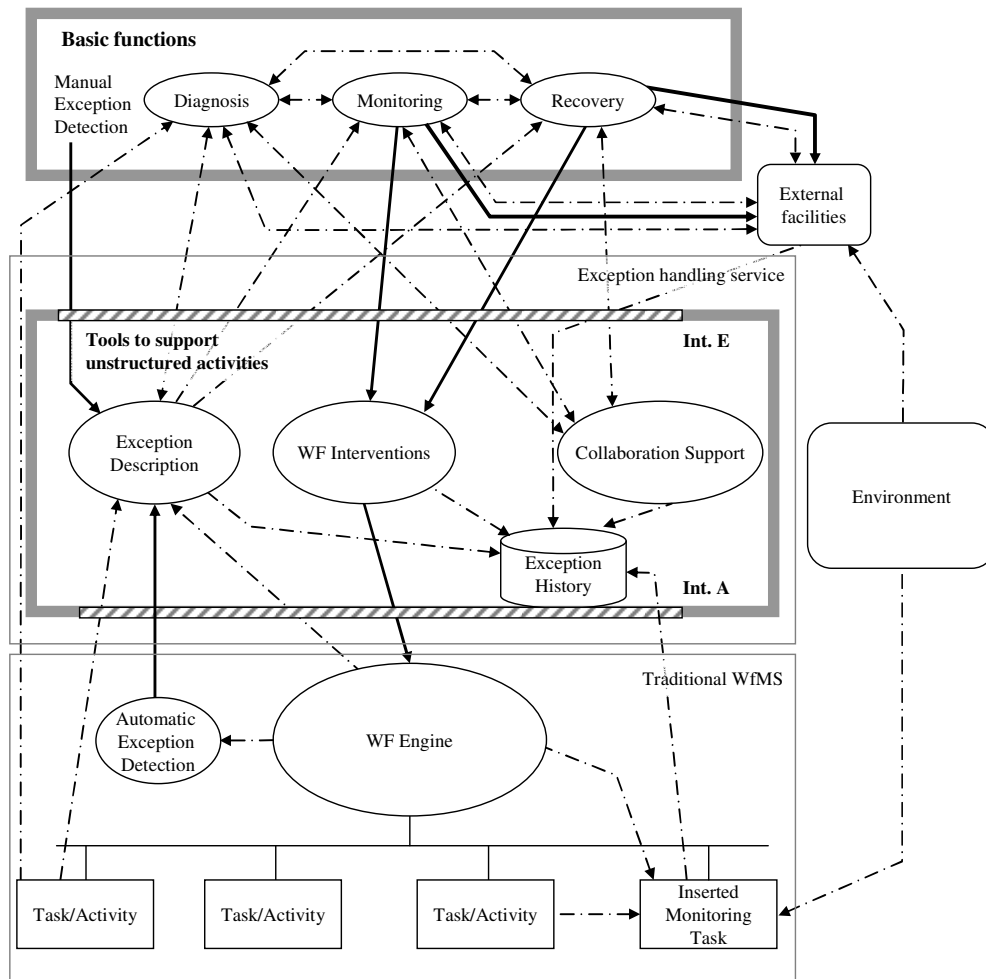 Basic functions
Manual
Exception
Detection
Diagnosis
Monitoring
Recovery
External
facilities
Exception handling service
Tools to support
unstructured activities
Int. E
Exception
Description
WF Interventions
Collaboration Support
Environment
Exception
History
Int. A
Traditional WfMS
Automatic
Exception
Detection
WF Engine
Task/Activity
Task/Activity
Task/Activity
Inserted
Monitoring
Task